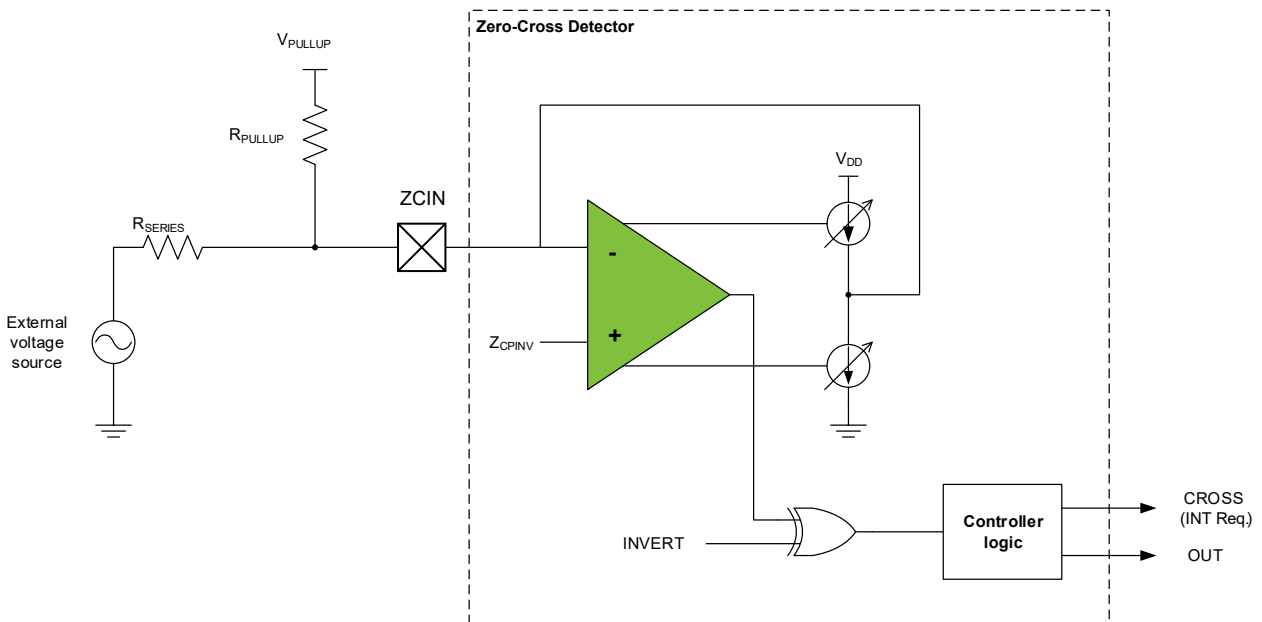 Zero-Cross Detector
VPULLUP
RPULLUP
VDD
ZCIN
RSERIES
-
+
External
voltage
source
ZCPINV
CROSS
(INT Req.)
Controller
logic
INVERT
OUT